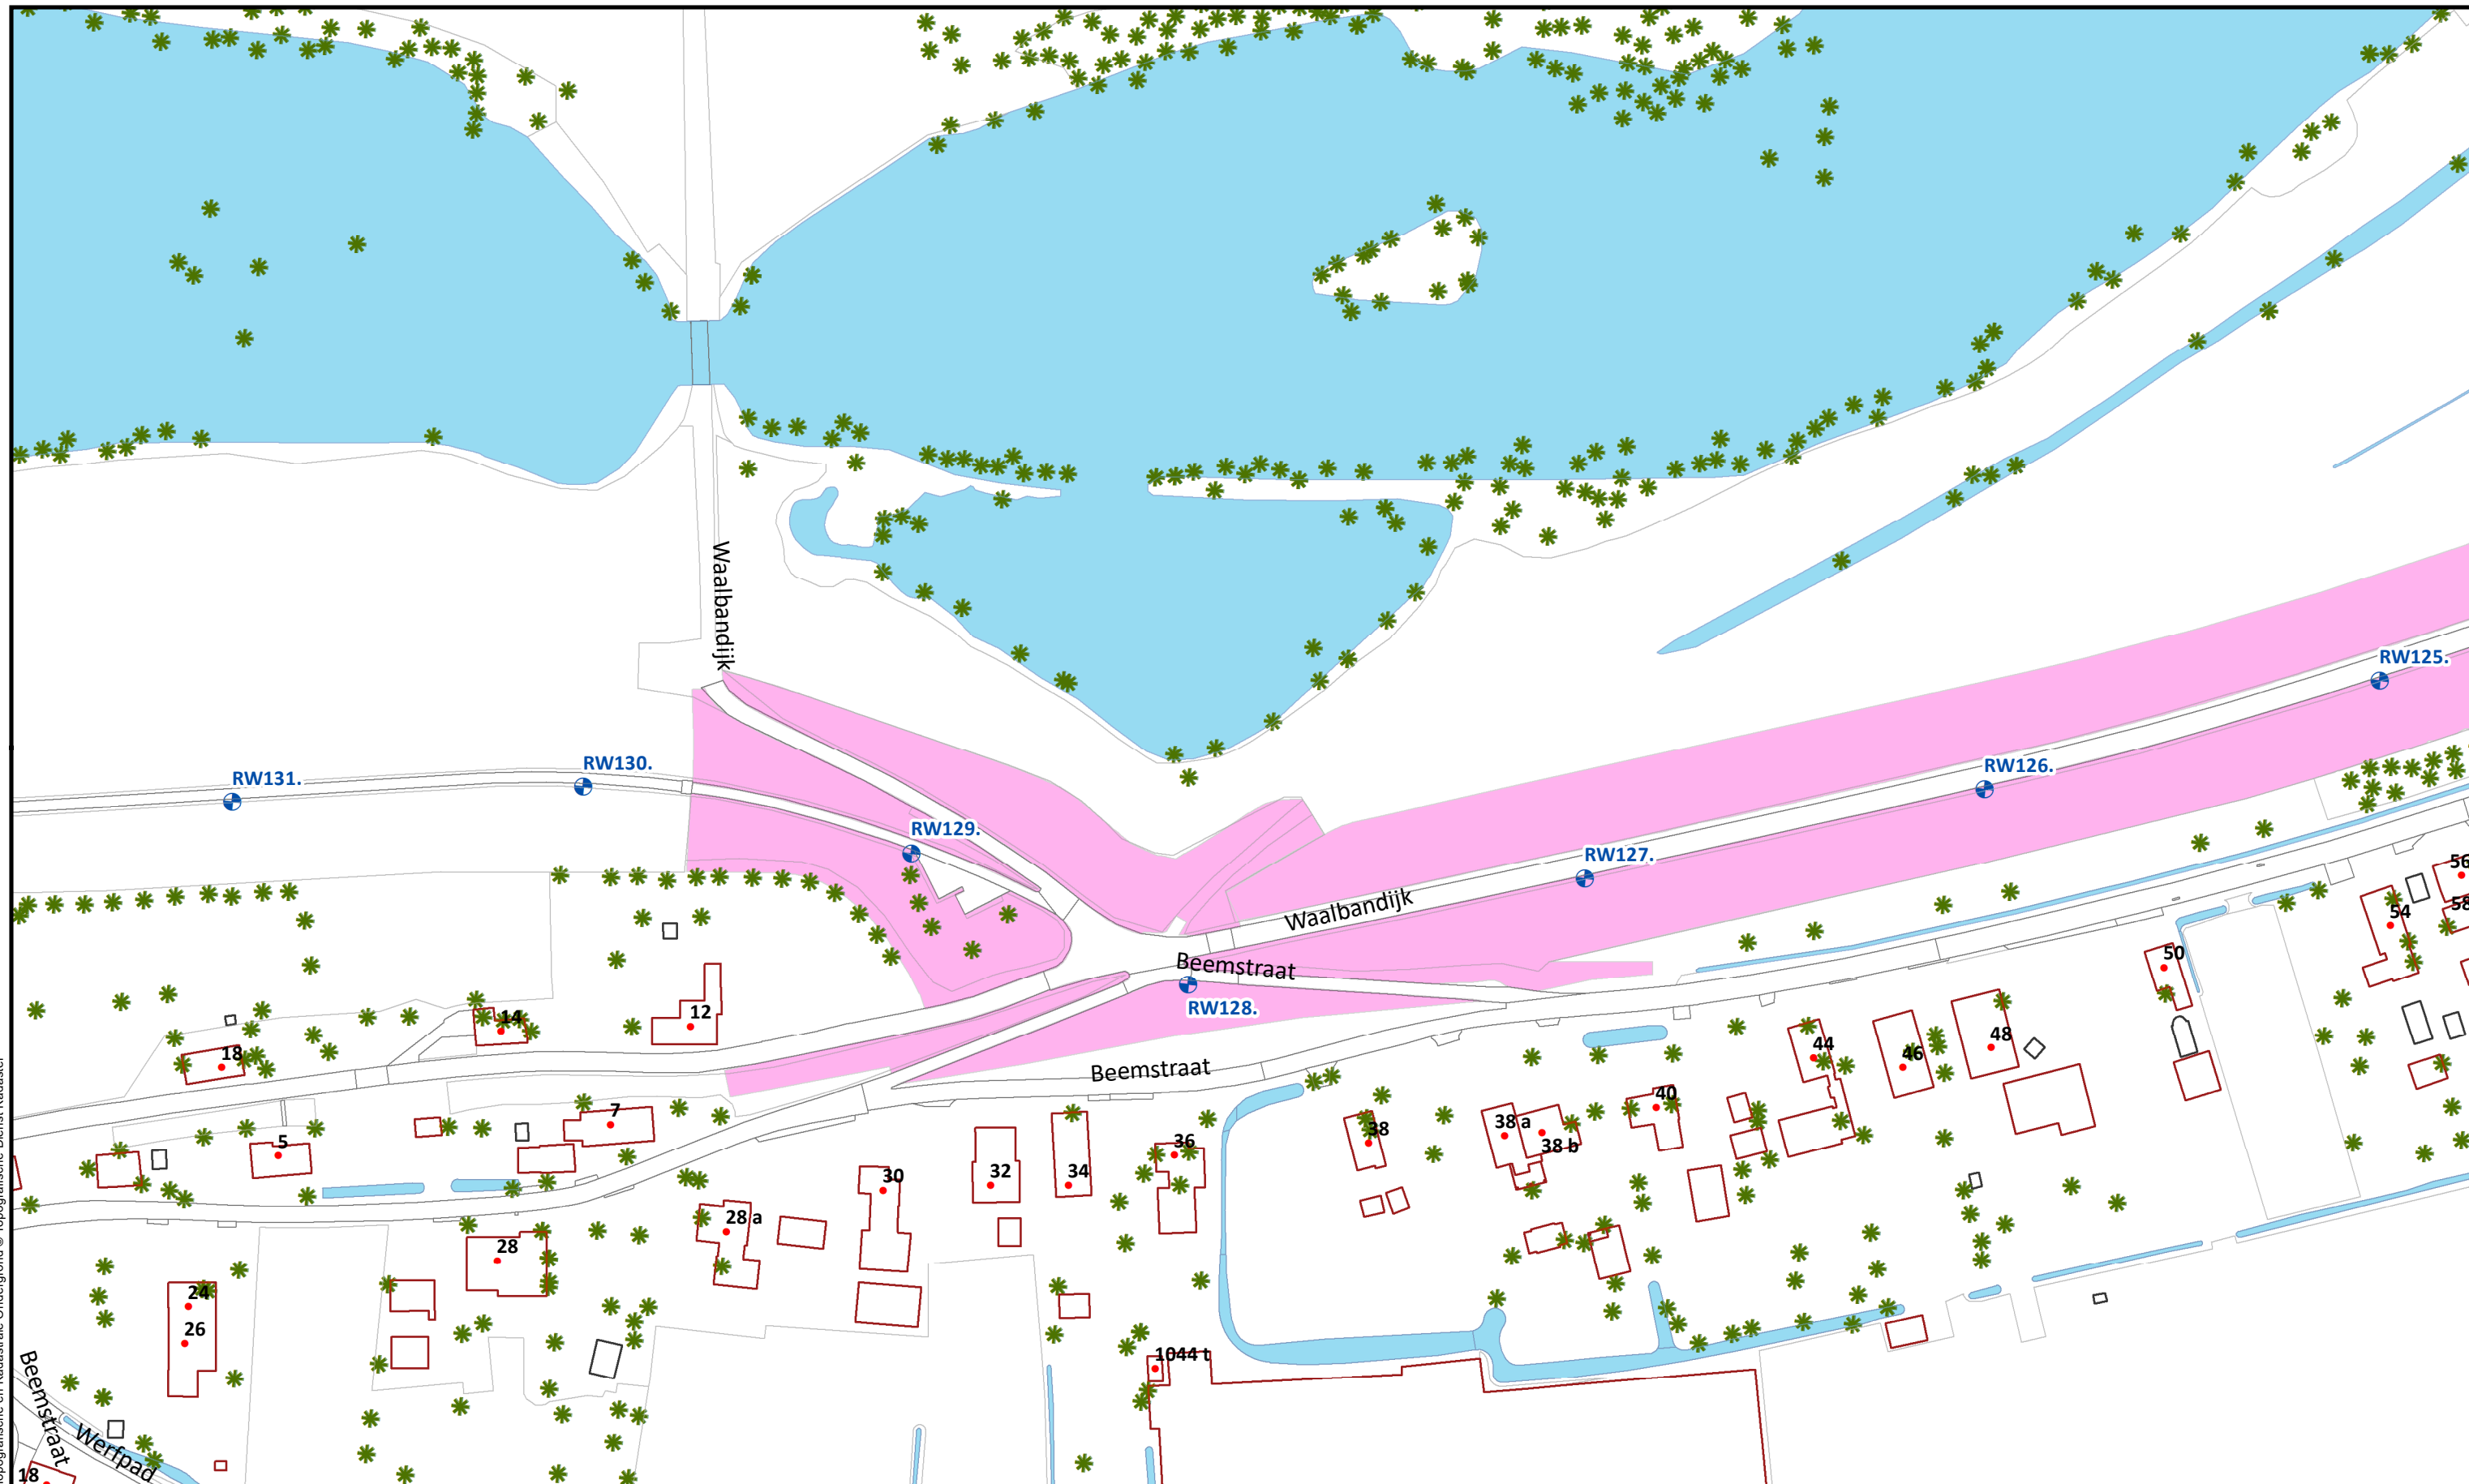 Waalbandijk
RW125.
RW126.
RW127.
RW128.
RW129.
RW130.
RW131.
Waalbandijk
Beemstraat
Beemstraat
56
58
54
50
48
46
44
40
38 a
38 b
38
36
34
32
30
28 a
28
12
14
18
7
5
24
26
1044 t
Beemstraat
Werfpad
18